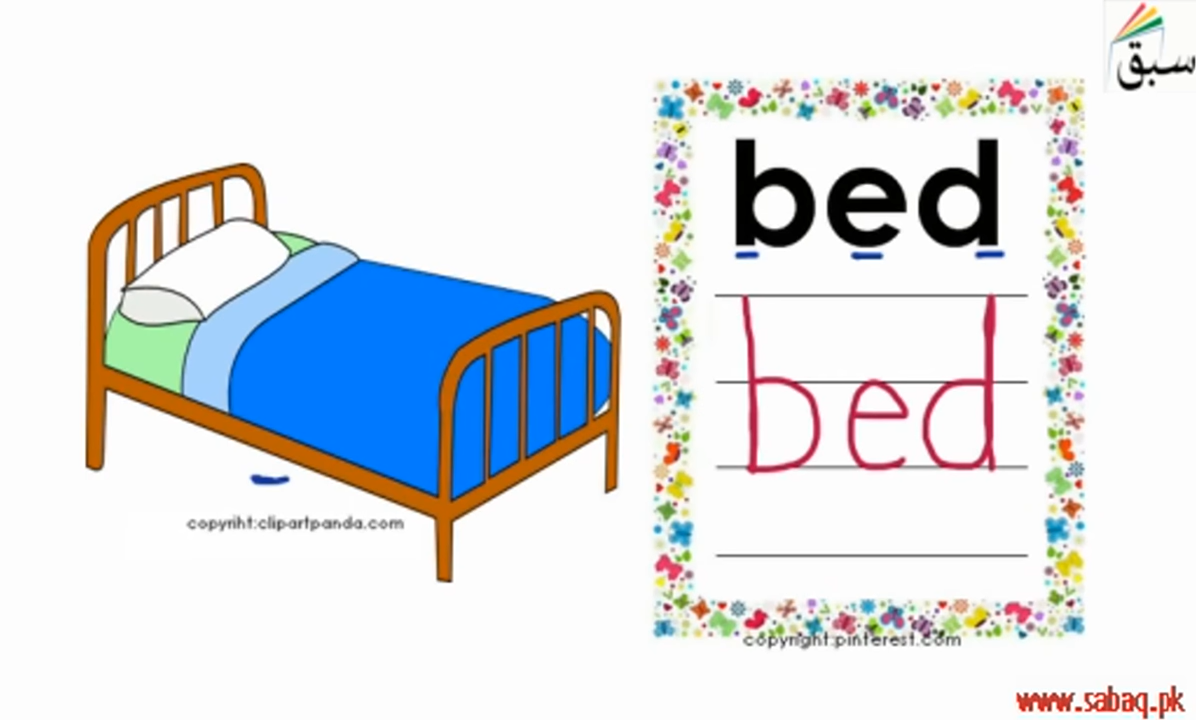 سبق
bed
bed
copyriht:clipartpanda.com
copyright:pinterest.com
www.sabaq.pk